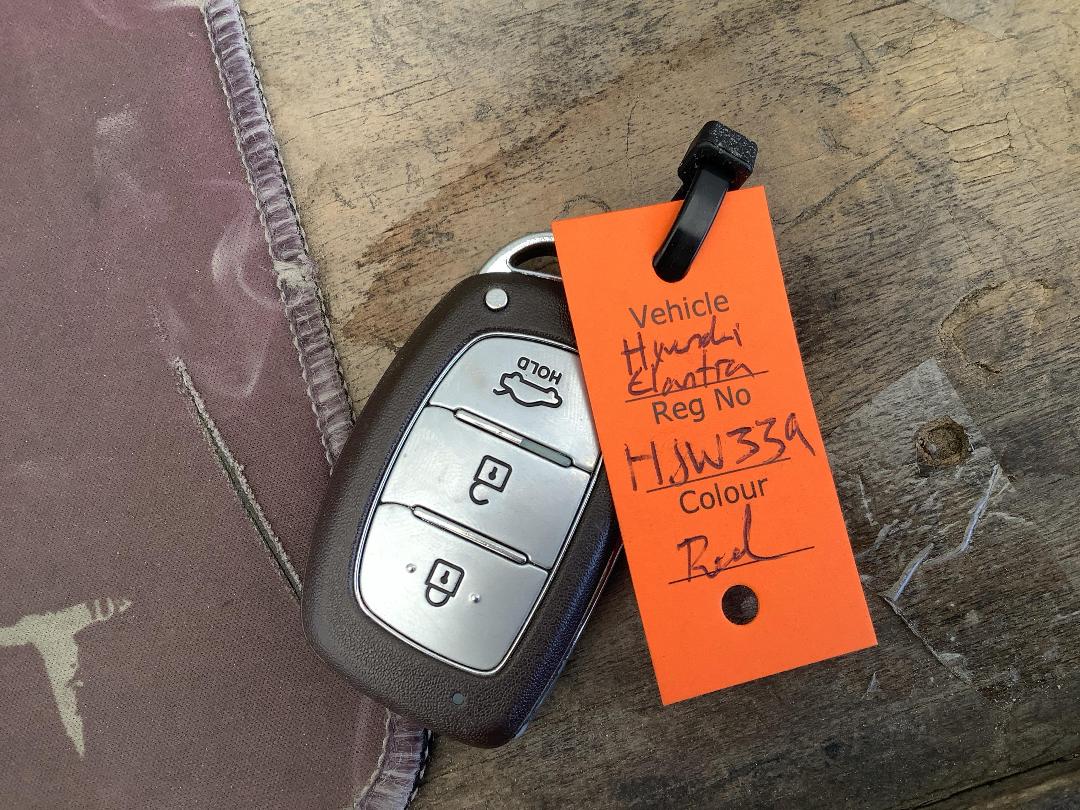 HOLD
Vehicle
Hyundai
Elantra
Reg No
HJW339
Colour
Red